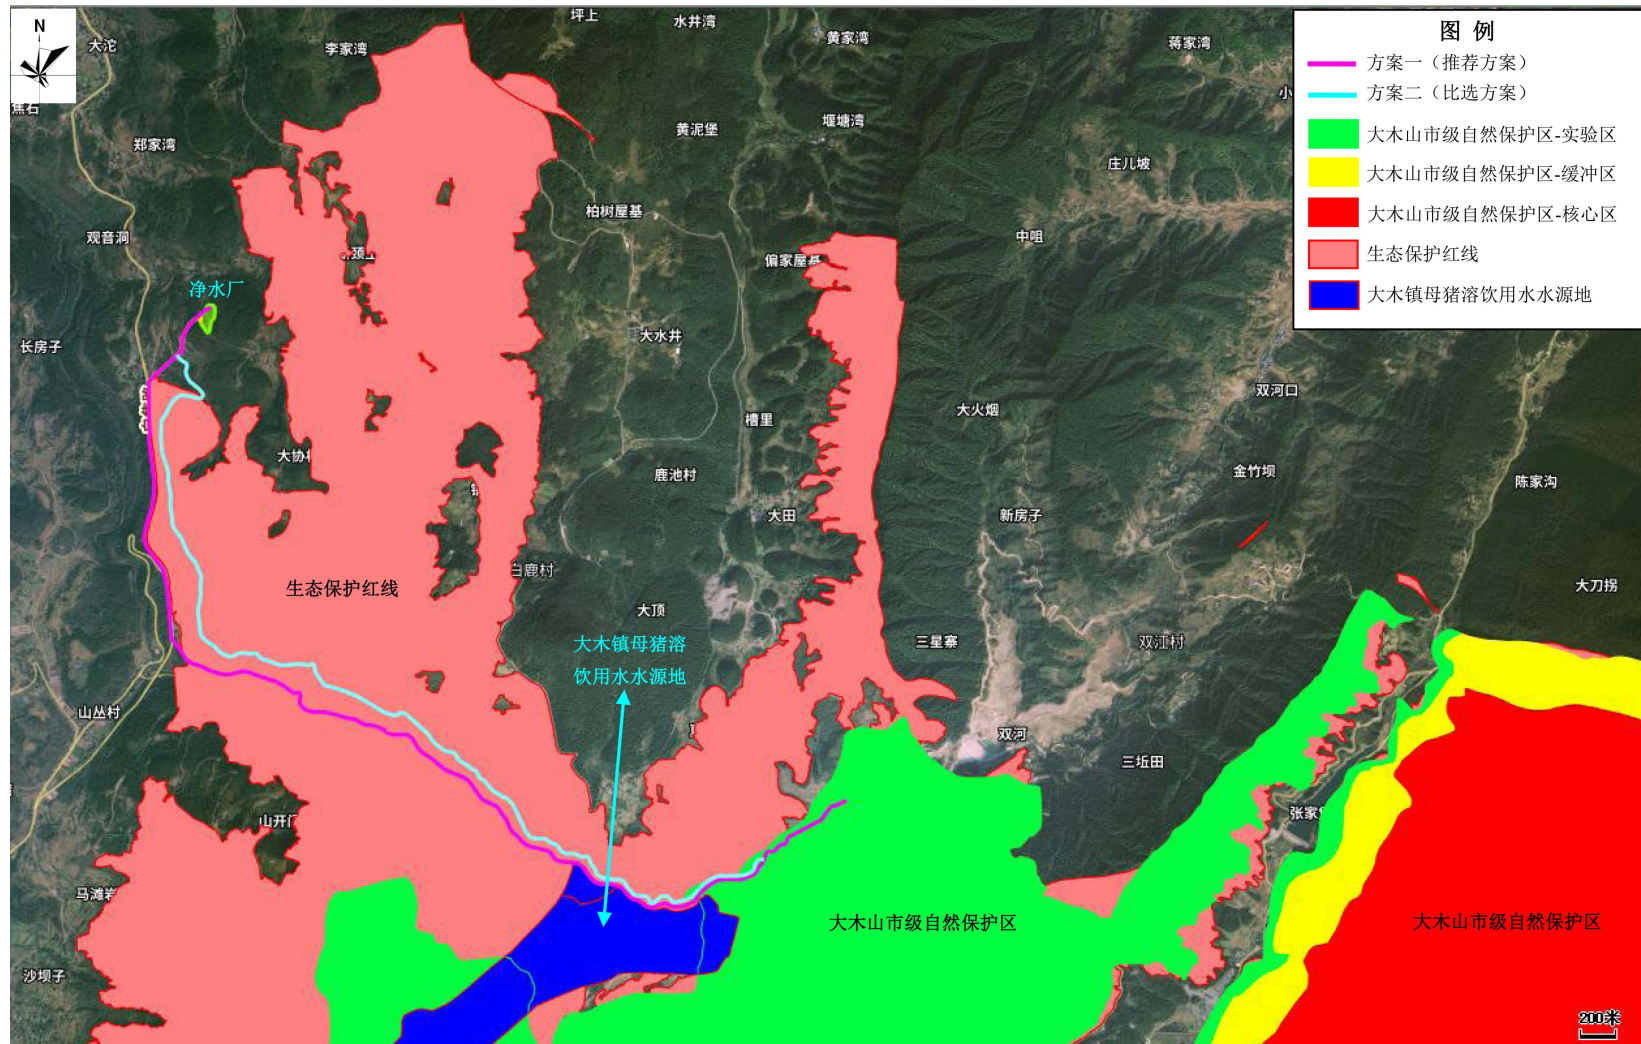 N
大沱
李家湾
坪上
水井湾
黄家湾
蒋家湾
图 例
方案一（推荐方案）
方案二（比选方案）
大木山市级自然保护区-实验区
大木山市级自然保护区-缓冲区
大木山市级自然保护区-核心区
生态保护红线
大木镇母猪溶饮用水水源地
小
焦石
郑家湾
黄泥堡
堰塘湾
庄儿坡
柏树屋基
观音洞
中咀
偏家屋基
净水厂
长房子
大水井
双河口
大火烟
槽里
大协
鹿池村
金竹坝
陈家沟
大田
新房子
白鹿村
生态保护红线
大顶
大刀拐
大木镇母猪溶
饮用水水源地
三星寨
双江村
山丛村
双河
三坵田
山开门
张家
马滩岩
大木山市级自然保护区
大木山市级自然保护区
沙坝子
200米